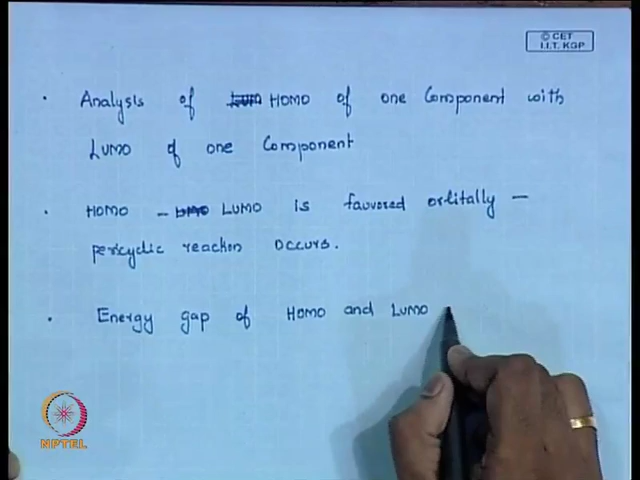 © CET
I.I.T. KGP
· Analysis of HOMO of one Component with
LUMO of one Component
· HOMO - LUMO is favored orbitally –
pericyclic reaction occurs.
· Energy gap of HOMO and LUMO
NPTEL